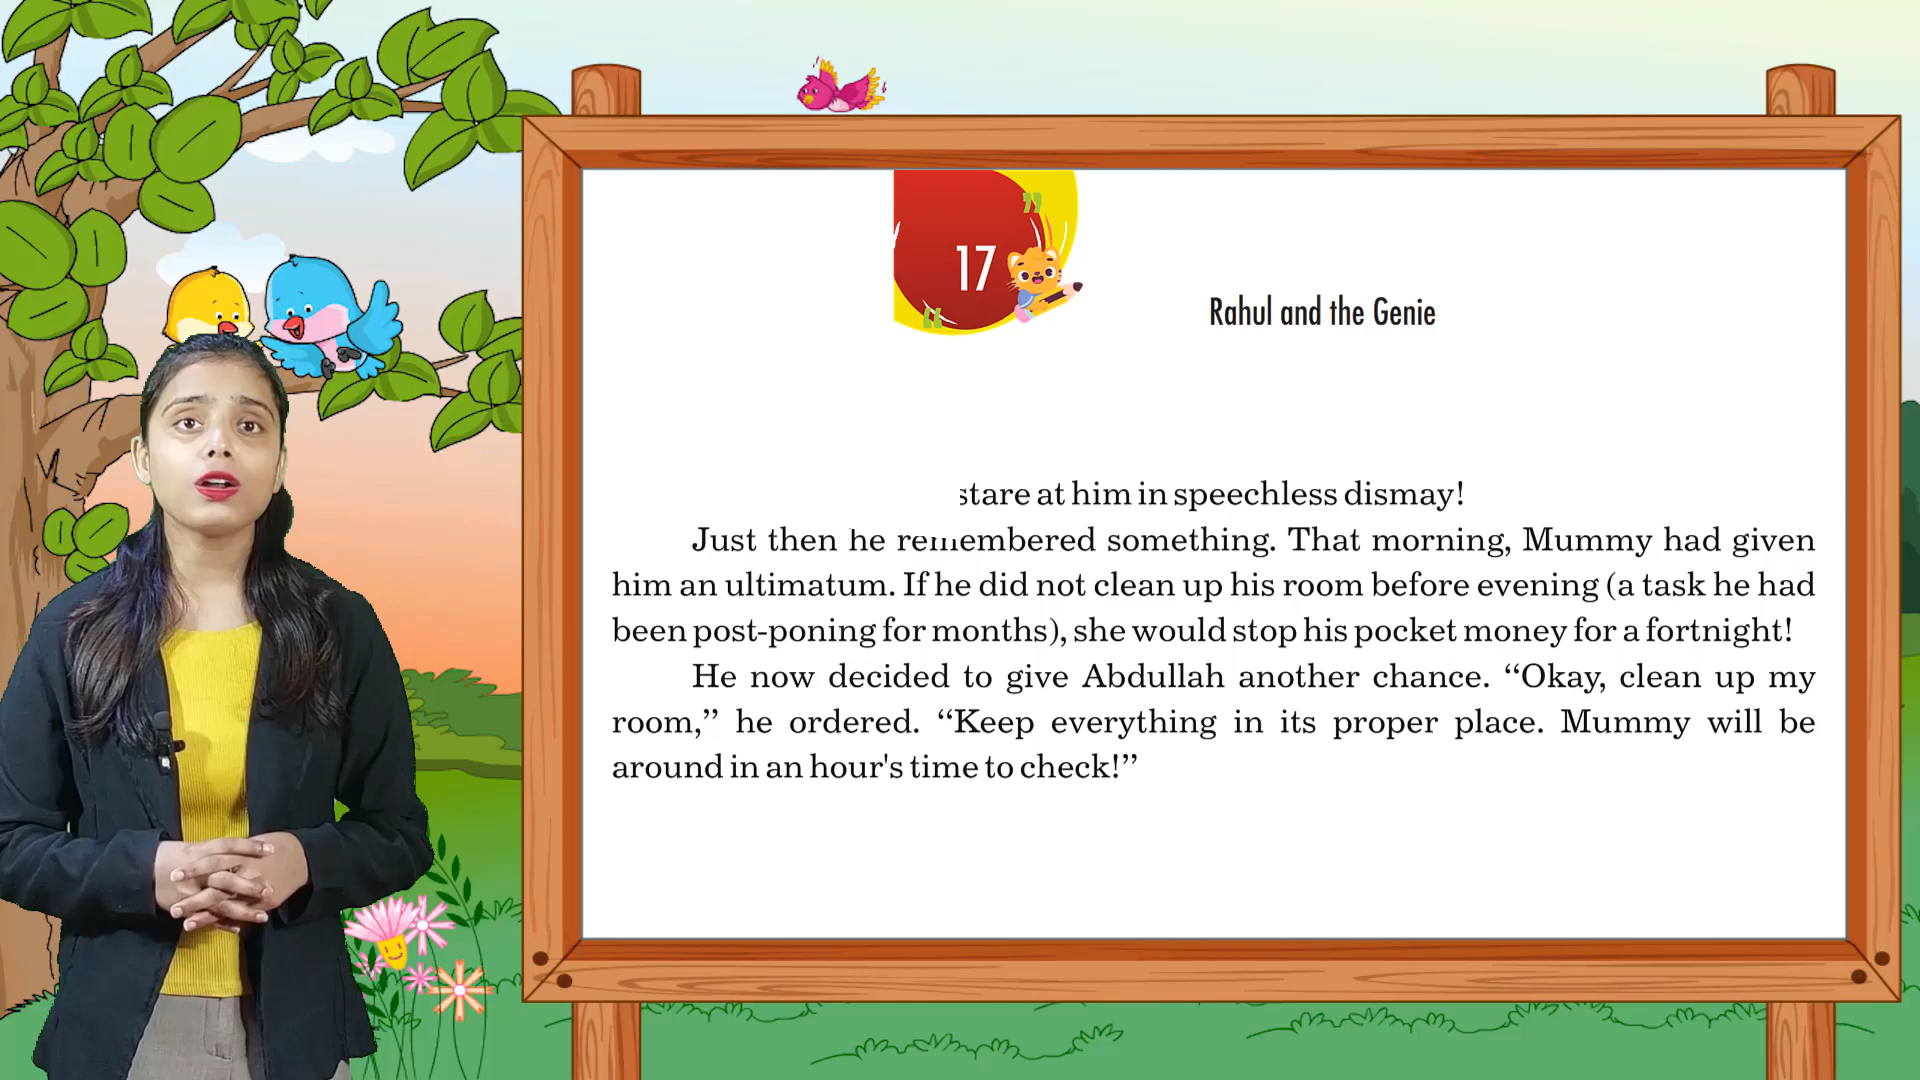 17
Rahul and the Genie
stare at him in speechless dismay!
Just then he remembered something. That morning, Mummy had given
him an ultimatum. If he did not clean up his room before evening (a task he had
been post-poning for months), she would stop his pocket money for a fortnight!
He now decided to give Abdullah another chance. “Okay, clean up my
room,” he ordered. “Keep everything in its proper place. Mummy will be
around in an hour's time to check!”